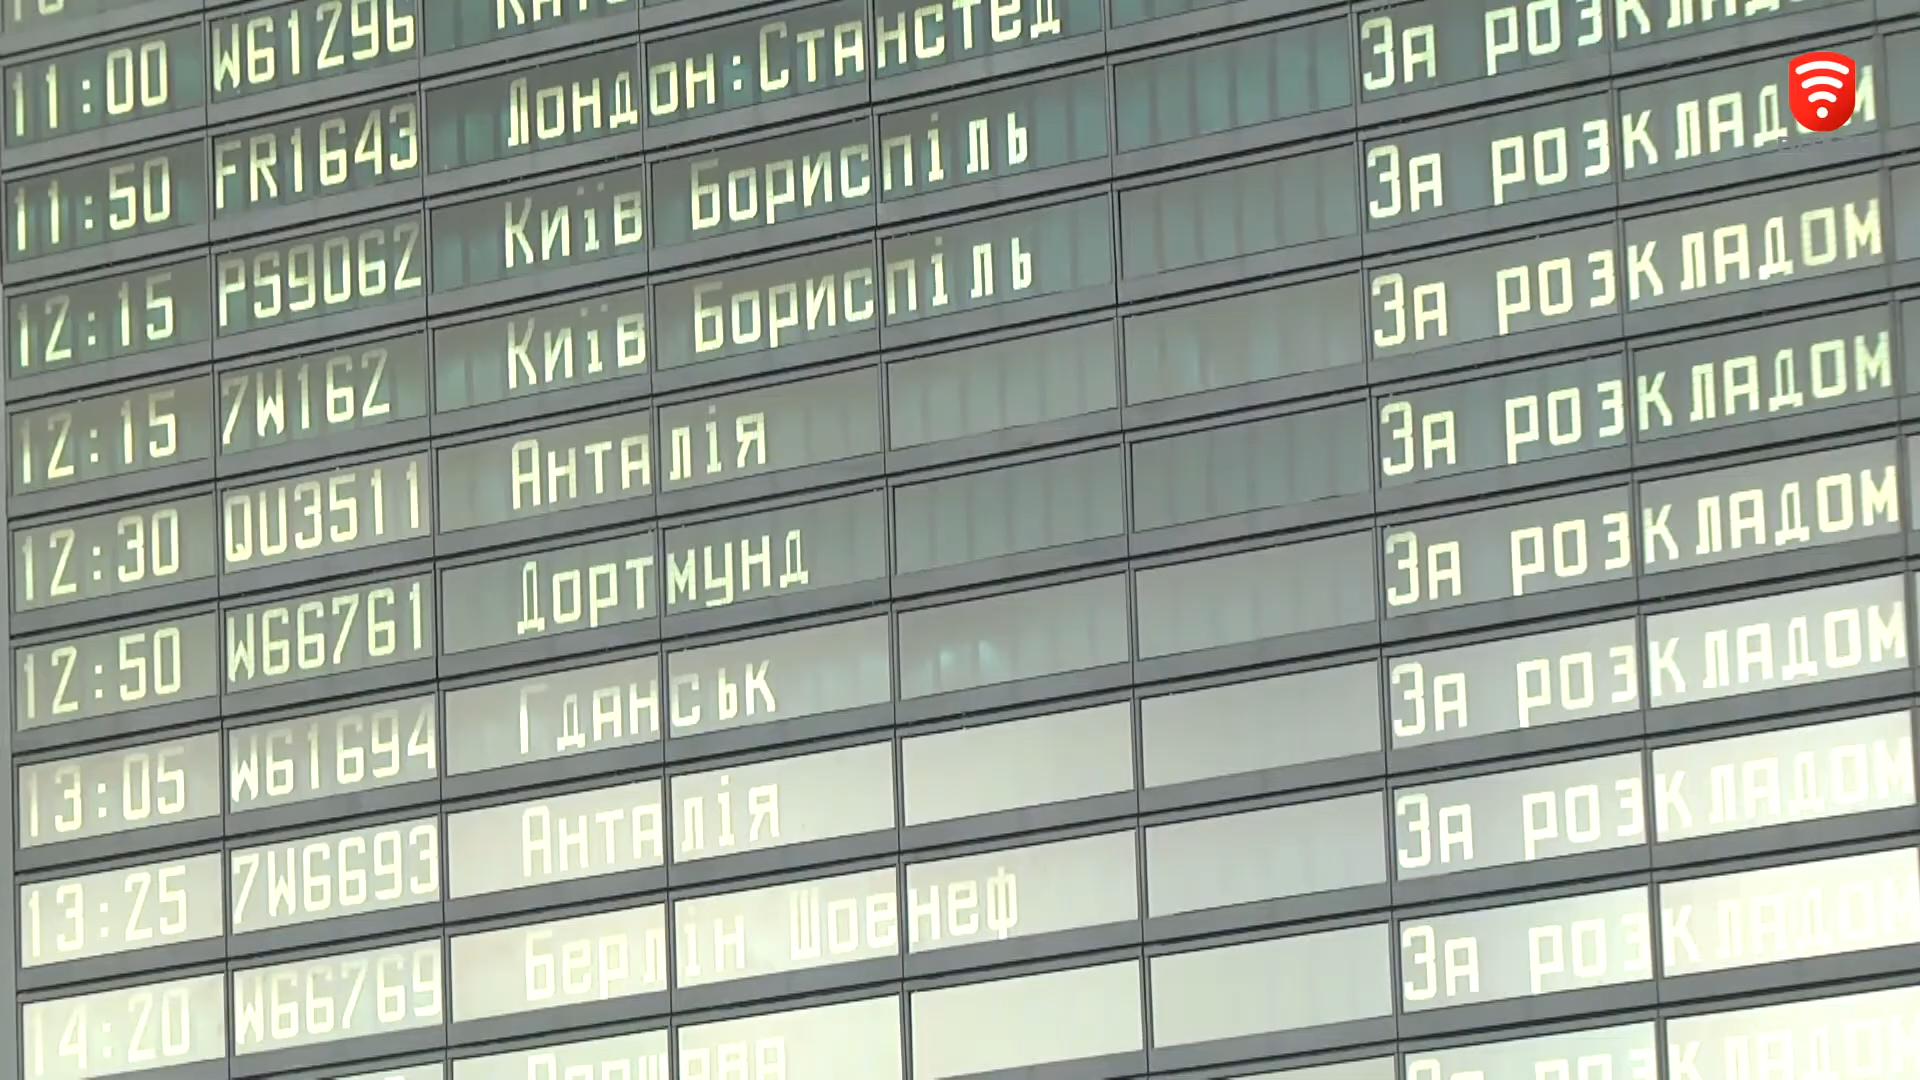 11:00 W61296
11:50 FR1643 Лондон:Станстед
12:15 PS9062 Київ Бориспіль За розкладом
12:15 7W162 Київ Бориспіль За розкладом
12:30 QU3511 Анталія За розкладом
12:50 W66761 Дортмунд За розкладом
13:05 W61694 Гданськ За розкладом
13:25 7W6693 Анталія За розкладом
14:20 W66769 Берлін Шоенеф За розкладом
За розкладом